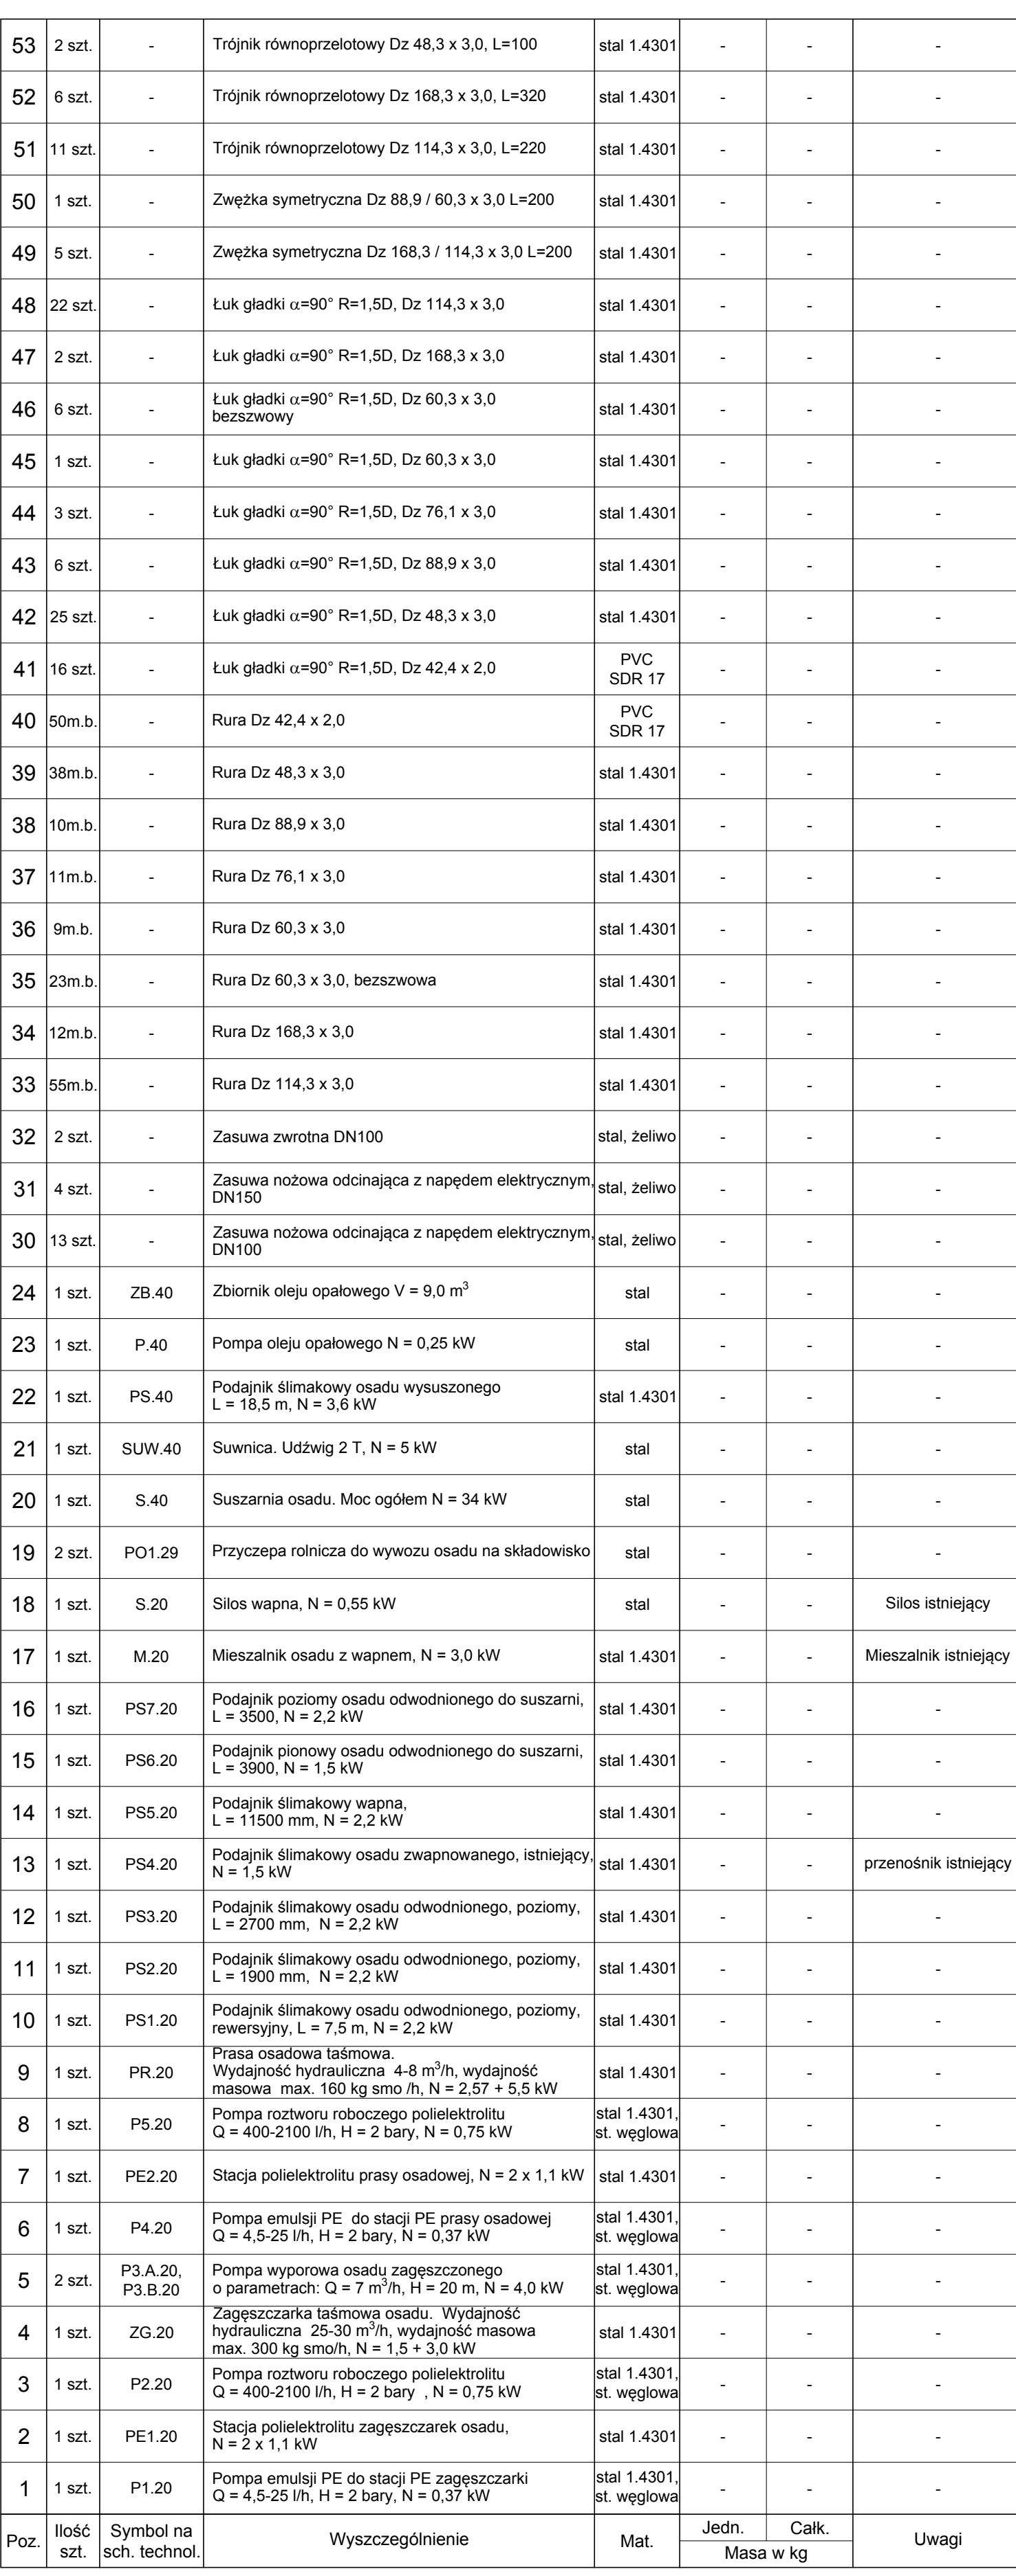 53 2 szt. - Trójnik równoprzelotowy Dz 48,3 x 3,0, L=100 stal 1.4301 - - -
52 6 szt. - Trójnik równoprzelotowy Dz 168,3 x 3,0, L=320 stal 1.4301 - - -
51 11 szt. - Trójnik równoprzelotowy Dz 114,3 x 3,0, L=220 stal 1.4301 - - -
50 1 szt. - Zwężka symetryczna Dz 88,9 / 60,3 x 3,0 L=200 stal 1.4301 - - -
49 5 szt. - Zwężka symetryczna Dz 168,3 / 114,3 x 3,0 L=200 stal 1.4301 - - -
48 22 szt. - Łuk gładki α=90° R=1,5D, Dz 114,3 x 3,0 stal 1.4301 - - -
47 2 szt. - Łuk gładki α=90° R=1,5D, Dz 168,3 x 3,0 stal 1.4301 - - -
46 6 szt. - Łuk gładki α=90° R=1,5D, Dz 60,3 x 3,0
bezszwowy stal 1.4301 - - -
45 1 szt. - Łuk gładki α=90° R=1,5D, Dz 60,3 x 3,0 stal 1.4301 - - -
44 3 szt. - Łuk gładki α=90° R=1,5D, Dz 76,1 x 3,0 stal 1.4301 - - -
43 6 szt. - Łuk gładki α=90° R=1,5D, Dz 88,9 x 3,0 stal 1.4301 - - -
42 25 szt. - Łuk gładki α=90° R=1,5D, Dz 48,3 x 3,0 stal 1.4301 - - -
41 16 szt. - Łuk gładki α=90° R=1,5D, Dz 42,4 x 2,0 PVC
SDR 17 - - -
40 50m.b. - Rura Dz 42,4 x 2,0 PVC
SDR 17 - - -
39 38m.b. - Rura Dz 48,3 x 3,0 stal 1.4301 - - -
38 10m.b. - Rura Dz 88,9 x 3,0 stal 1.4301 - - -
37 11m.b. - Rura Dz 76,1 x 3,0 stal 1.4301 - - -
36 9m.b. - Rura Dz 60,3 x 3,0 stal 1.4301 - - -
35 23m.b. - Rura Dz 60,3 x 3,0, bezszwowa stal 1.4301 - - -
34 12m.b. - Rura Dz 168,3 x 3,0 stal 1.4301 - - -
33 55m.b. - Rura Dz 114,3 x 3,0 stal 1.4301 - - -
32 2 szt. - Zasuwa zwrotna DN100 stal, żeliwo - - -
31 4 szt. - Zasuwa nożowa odcinająca z napędem elektrycznym,
DN150 stal, żeliwo - - -
30 13 szt. - Zasuwa nożowa odcinająca z napędem elektrycznym,
DN100 stal, żeliwo - - -
24 1 szt. ZB.40 Zbiornik oleju opałowego V = 9,0 m³ stal - - -
23 1 szt. P.40 Pompa oleju opałowego N = 0,25 kW stal - - -
22 1 szt. PS.40 Podajnik ślimakowy osadu wysuszonego
L = 18,5 m, N = 3,6 kW stal 1.4301 - - -
21 1 szt. SUW.40 Suwnica. Udźwig 2 T, N = 5 kW stal - - -
20 1 szt. S.40 Suszarnia osadu. Moc ogółem N = 34 kW stal - - -
19 2 szt. PO1.29 Przyczepa rolnicza do wywozu osadu na składowisko stal - - -
18 1 szt. S.20 Silos wapna, N = 0,55 kW stal - - Silos istniejący
17 1 szt. M.20 Mieszalnik osadu z wapnem, N = 3,0 kW stal 1.4301 - - Mieszalnik istniejący
16 1 szt. PS7.20 Podajnik poziomy osadu odwodnionego do suszarni,
L = 3500, N = 2,2 kW stal 1.4301 - - -
15 1 szt. PS6.20 Podajnik pionowy osadu odwodnionego do suszarni,
L = 3900, N = 1,5 kW stal 1.4301 - - -
14 1 szt. PS5.20 Podajnik ślimakowy wapna,
L = 11500 mm, N = 2,2 kW stal 1.4301 - - -
13 1 szt. PS4.20 Podajnik ślimakowy osadu zwapnowanego, istniejący,
N = 1,5 kW stal 1.4301 - - przenośnik istniejący
12 1 szt. PS3.20 Podajnik ślimakowy osadu odwodnionego, poziomy,
L = 2700 mm, N = 2,2 kW stal 1.4301 - - -
11 1 szt. PS2.20 Podajnik ślimakowy osadu odwodnionego, poziomy,
L = 1900 mm, N = 2,2 kW stal 1.4301 - - -
10 1 szt. PS1.20 Podajnik ślimakowy osadu odwodnionego, poziomy,
rewersyjny, L = 7,5 m, N = 2,2 kW stal 1.4301 - - -
9 1 szt. PR.20 Prasa osadowa taśmowa.
Wydajność hydrauliczna 4-8 m³/h, wydajność
masowa max. 160 kg smo /h, N = 2,57 + 5,5 kW stal 1.4301 - - -
8 1 szt. P5.20 Pompa roztworu roboczego polielektrolitu
Q = 400-2100 l/h, H = 2 bary, N = 0,75 kW stal 1.4301,
st. węglowa - - -
7 1 szt. PE2.20 Stacja polielektrolitu prasy osadowej, N = 2 x 1,1 kW stal 1.4301 - - -
6 1 szt. P4.20 Pompa emulsji PE do stacji PE prasy osadowej
Q = 4,5-25 l/h, H = 2 bary, N = 0,37 kW stal 1.4301,
st. węglowa - - -
5 2 szt. P3.A.20,
P3.B.20 Pompa wyporowa osadu zagęszczonego
o parametrach: Q = 7 m³/h, H = 20 m, N = 4,0 kW stal 1.4301,
st. węglowa - - -
4 1 szt. ZG.20 Zagęszczarka taśmowa osadu. Wydajność
hydrauliczna 25-30 m³/h, wydajność masowa
max. 300 kg smo/h, N = 1,5 + 3,0 kW stal 1.4301 - - -
3 1 szt. P2.20 Pompa roztworu roboczego polielektrolitu
Q = 400-2100 l/h, H = 2 bary , N = 0,75 kW stal 1.4301,
st. węglowa - - -
2 1 szt. PE1.20 Stacja polielektrolitu zagęszczarek osadu,
N = 2 x 1,1 kW stal 1.4301 - - -
1 1 szt. P1.20 Pompa emulsji PE do stacji PE zagęszczarki
Q = 4,5-25 l/h, H = 2 bary, N = 0,37 kW stal 1.4301,
st. węglowa - - -
Poz. Ilość
szt. Symbol na
sch. technol. Wyszczególnienie Mat. Jedn. Całk.
Masa w kg Uwagi